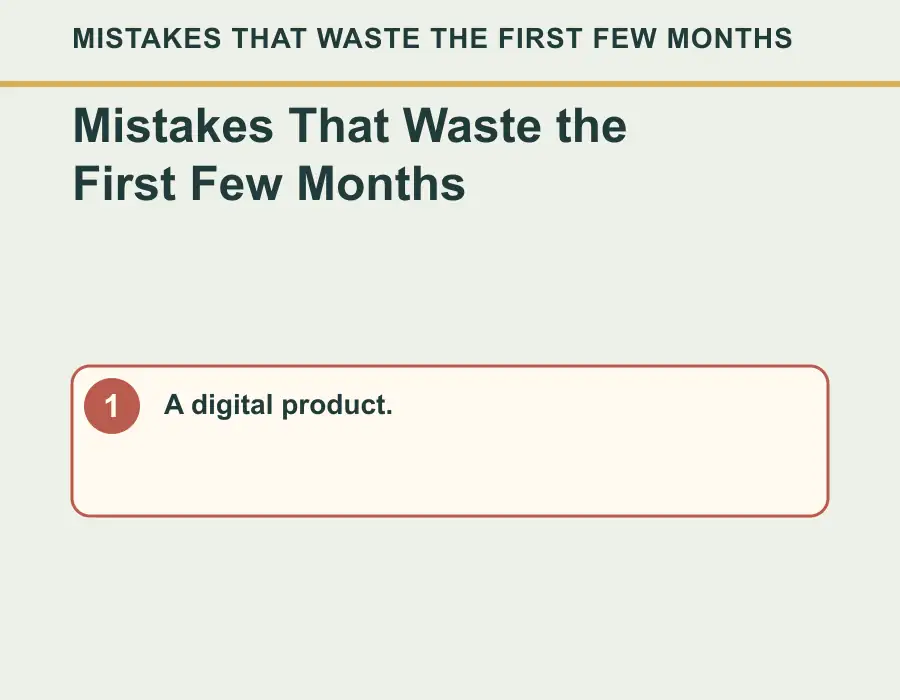 MISTAKES THAT WASTE THE FIRST FEW MONTHS
Mistakes That Waste the
First Few Months
1
A digital product.